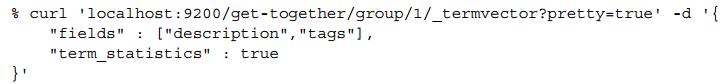 % curl 'localhost:9200/get-together/group/1/_termvector?pretty=true' -d '{
    "fields" : ["description","tags"],
    "term_statistics" : true
}'